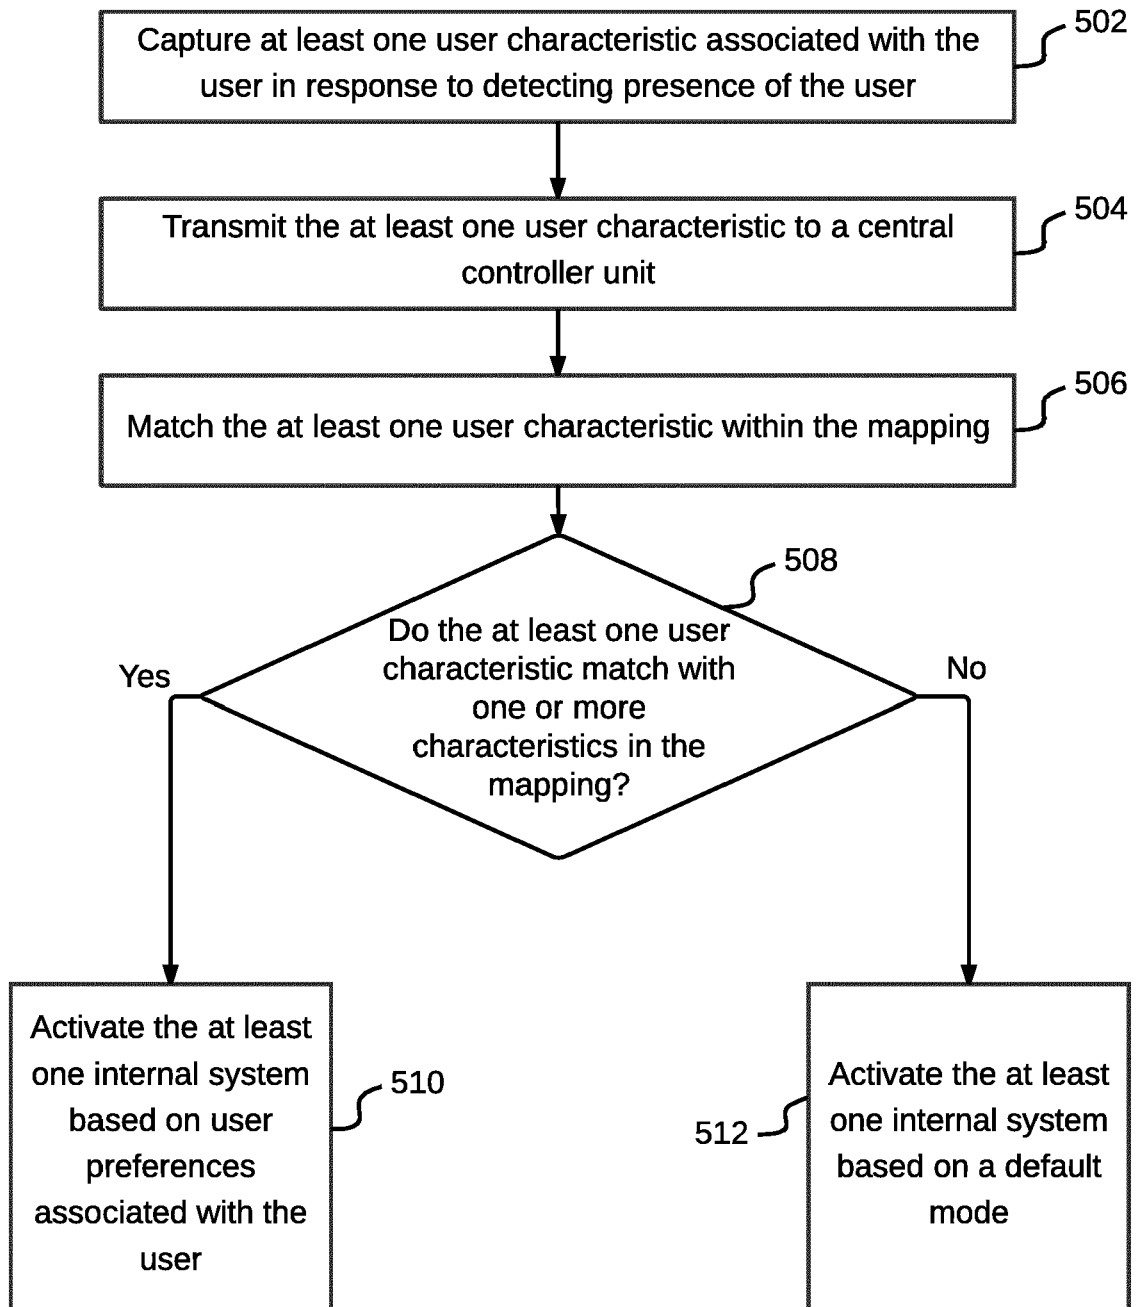 Capture at least one user characteristic associated with the
user in response to detecting presence of the user
502
Transmit the at least one user characteristic to a central
controller unit
504
Match the at least one user characteristic within the mapping
506
508
Do the at least one user
characteristic match with
one or more
characteristics in the
mapping?
Yes
No
Activate the at least
one internal system
based on user
preferences
associated with the
user
510
512
Activate the at least
one internal system
based on a default
mode